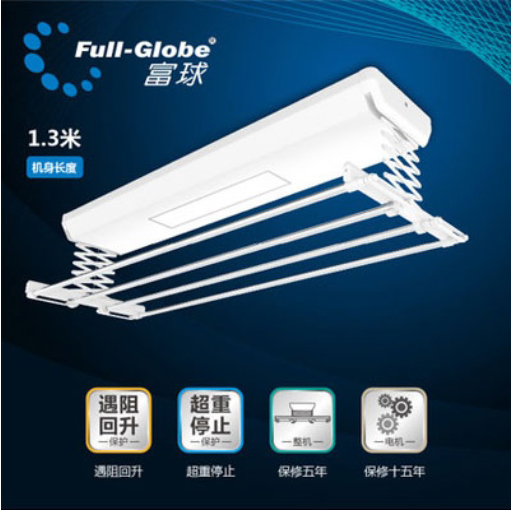 Full-Globe®
富球
1.3米
机身长度
遇阻
回升
保护
超重
停止
保护
整机
电机
遇阻回升
超重停止
保修五年
保修十五年